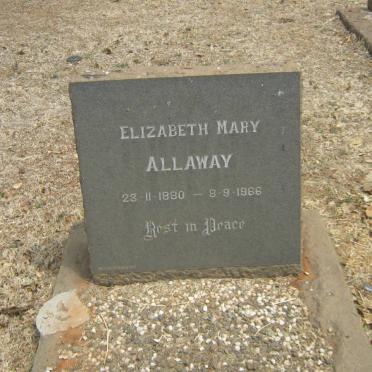 ELIZABETH MARY
ALLAWAY
23·11·1880 — 8·9·1966
Rest in Peace